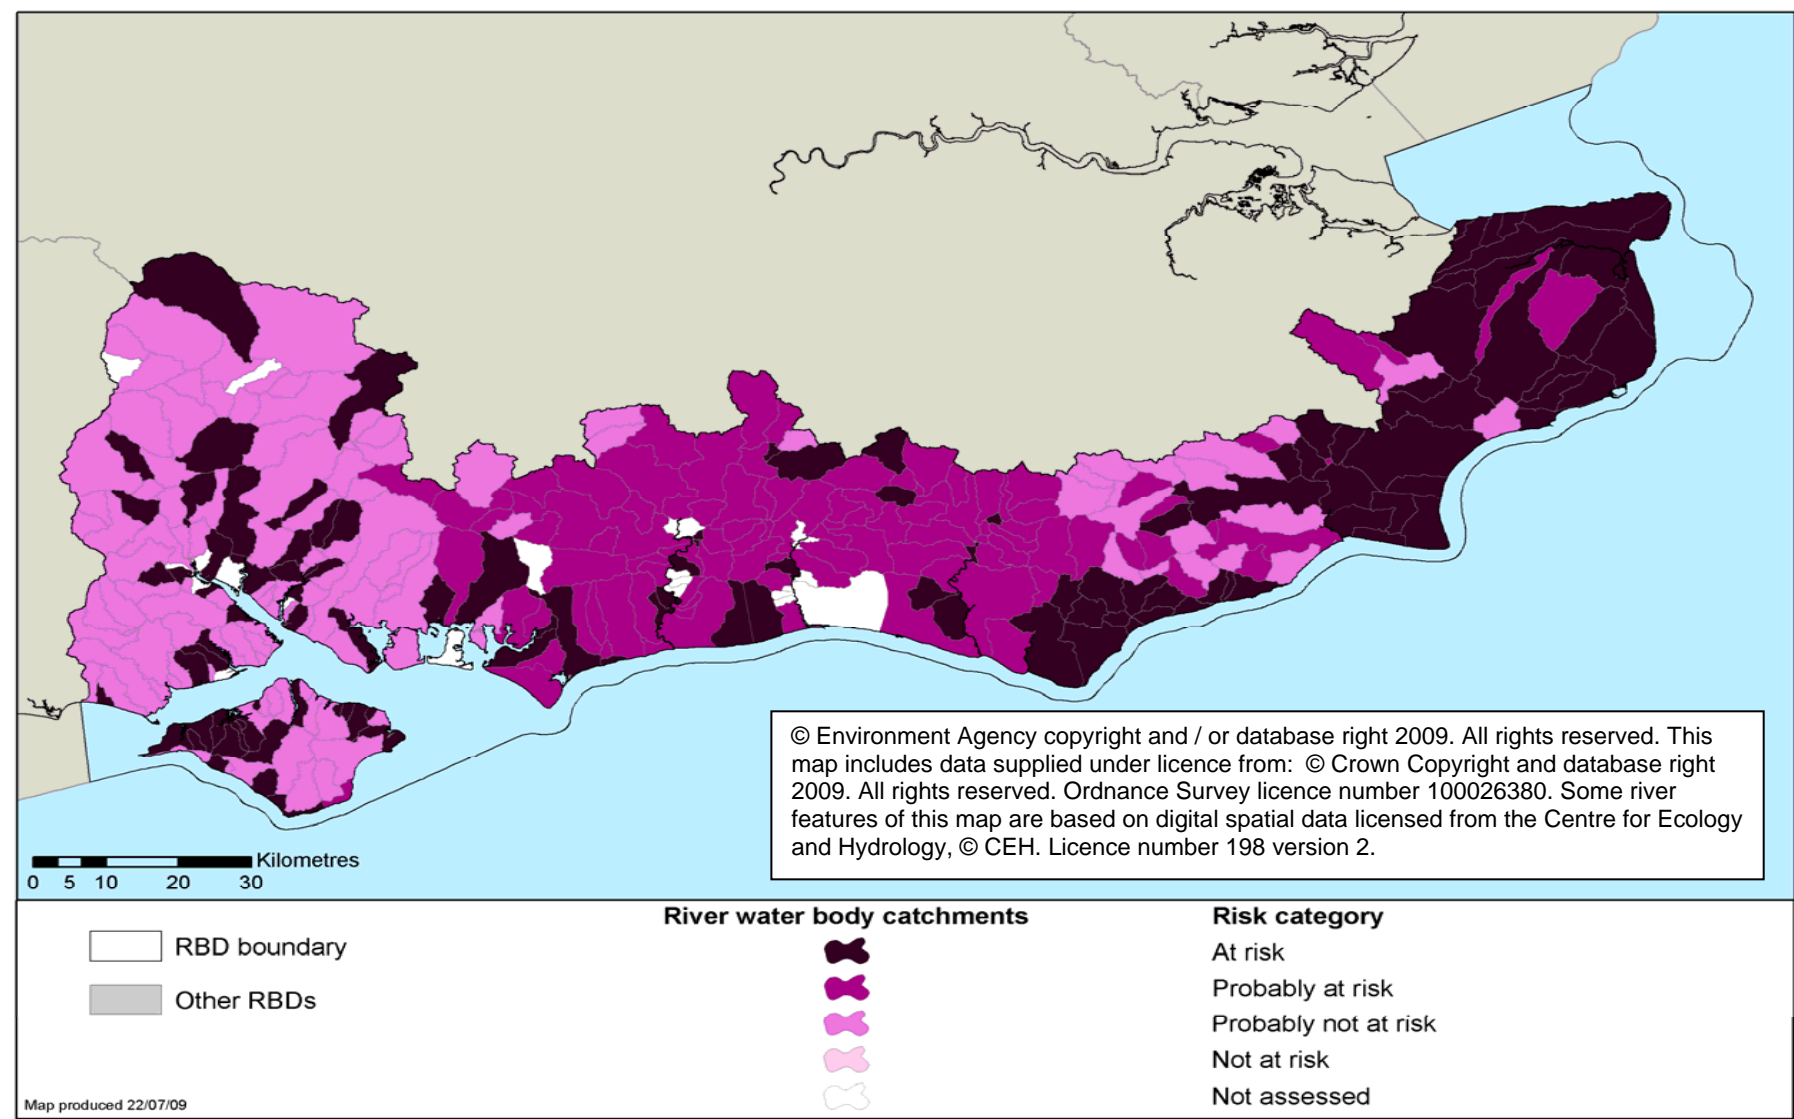 © Environment Agency copyright and / or database right 2009. All rights reserved. This
map includes data supplied under licence from: © Crown Copyright and database right
2009. All rights reserved. Ordnance Survey licence number 100026380. Some river
features of this map are based on digital spatial data licensed from the Centre for Ecology
and Hydrology, © CEH. Licence number 198 version 2.
Kilometres
0 5 10 20 30
River water body catchments
Risk category
RBD boundary
At risk
Other RBDs
Probably at risk
Probably not at risk
Not at risk
Not assessed
Map produced 22/07/09